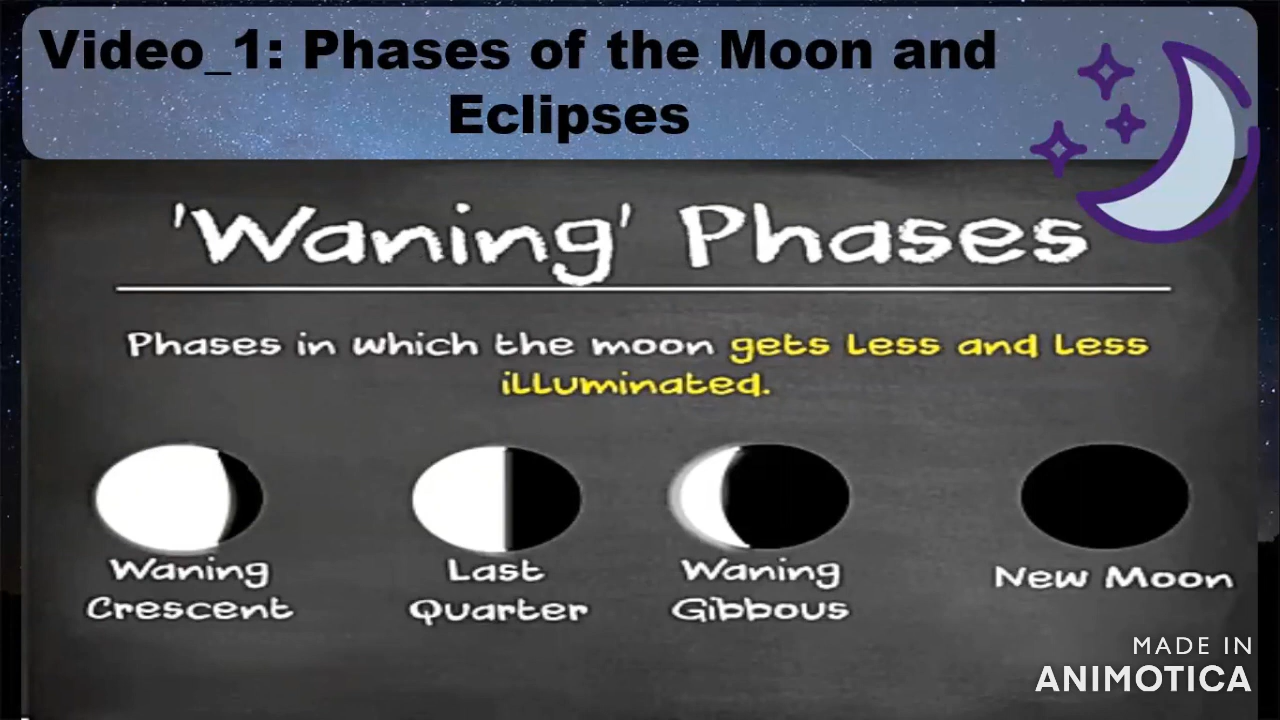 Video_1: Phases of the Moon and
Eclipses
'Waning' Phases
Phases in which the moon gets less and less
illuminated.
Waning
Crescent
Last
Quarter
Waning
Gibbous
New Moon
MADE IN
ANIMOTICA